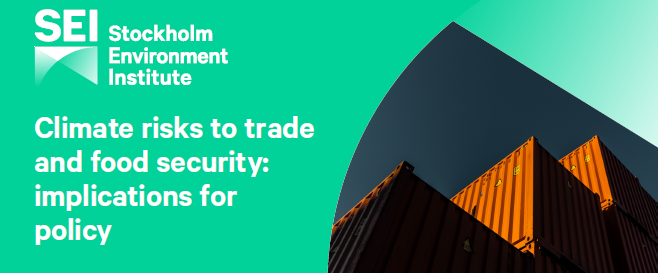 SEI
Stockholm
Environment
Institute
Climate risks to trade
and food security:
implications for
policy